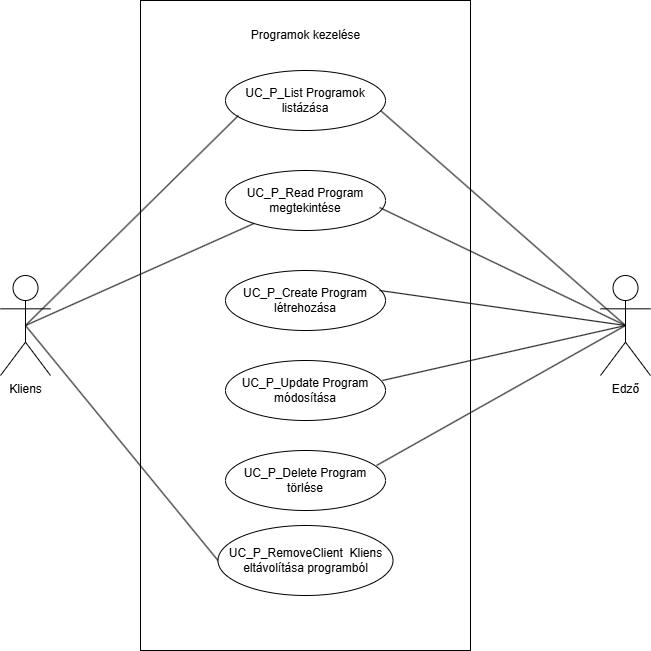 Programok kezelése
UC_P_List Programok
listázása
UC_P_Read Program
megtekintése
UC_P_Create Program
létrehozása
UC_P_Update Program
módosítása
UC_P_Delete Program
törlése
UC_P_RemoveClient Kliens
eltávolítása programból
Kliens
Edző